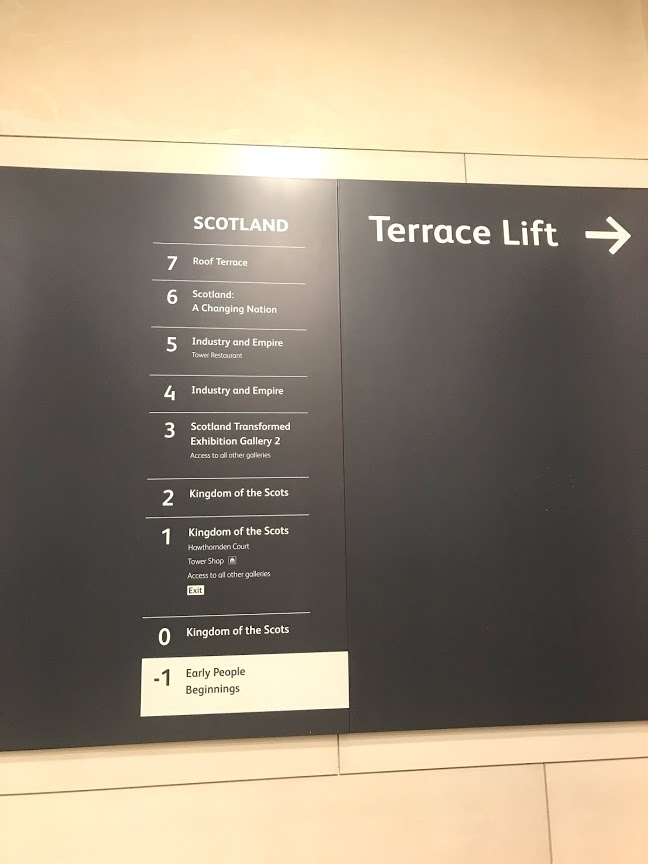 SCOTLAND
7 Roof Terrace
6 Scotland:
A Changing Nation
5 Industry and Empire
Tower Restaurant
4 Industry and Empire
3 Scotland Transformed
Exhibition Gallery 2
Access to all other galleries
2 Kingdom of the Scots
1 Kingdom of the Scots
Hawthornden Court
Tower Shop
Access to all other galleries
Exit
0 Kingdom of the Scots
-1 Early People
Beginnings
Terrace Lift →